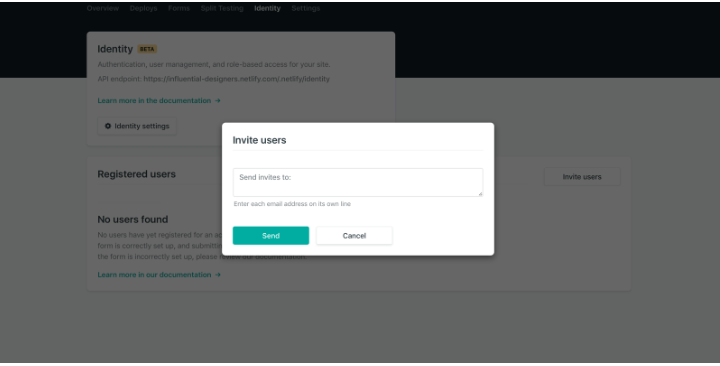 Overview Deploys Forms Split Testing Identity Settings
Identity BETA
Authentication, user management, and role-based access for your site.
API endpoint: https://influential-designers.netlify.com/.netlify/identity
Learn more in the documentation →
Identity settings
Invite users
Send invites to:
Enter each email address on its own line
Send Cancel
Registered users
Invite users
No users found
No users have yet registered for an
form is correctly set up, and submitting
the form is incorrectly set up, please review our documentation.
Learn more in our documentation →